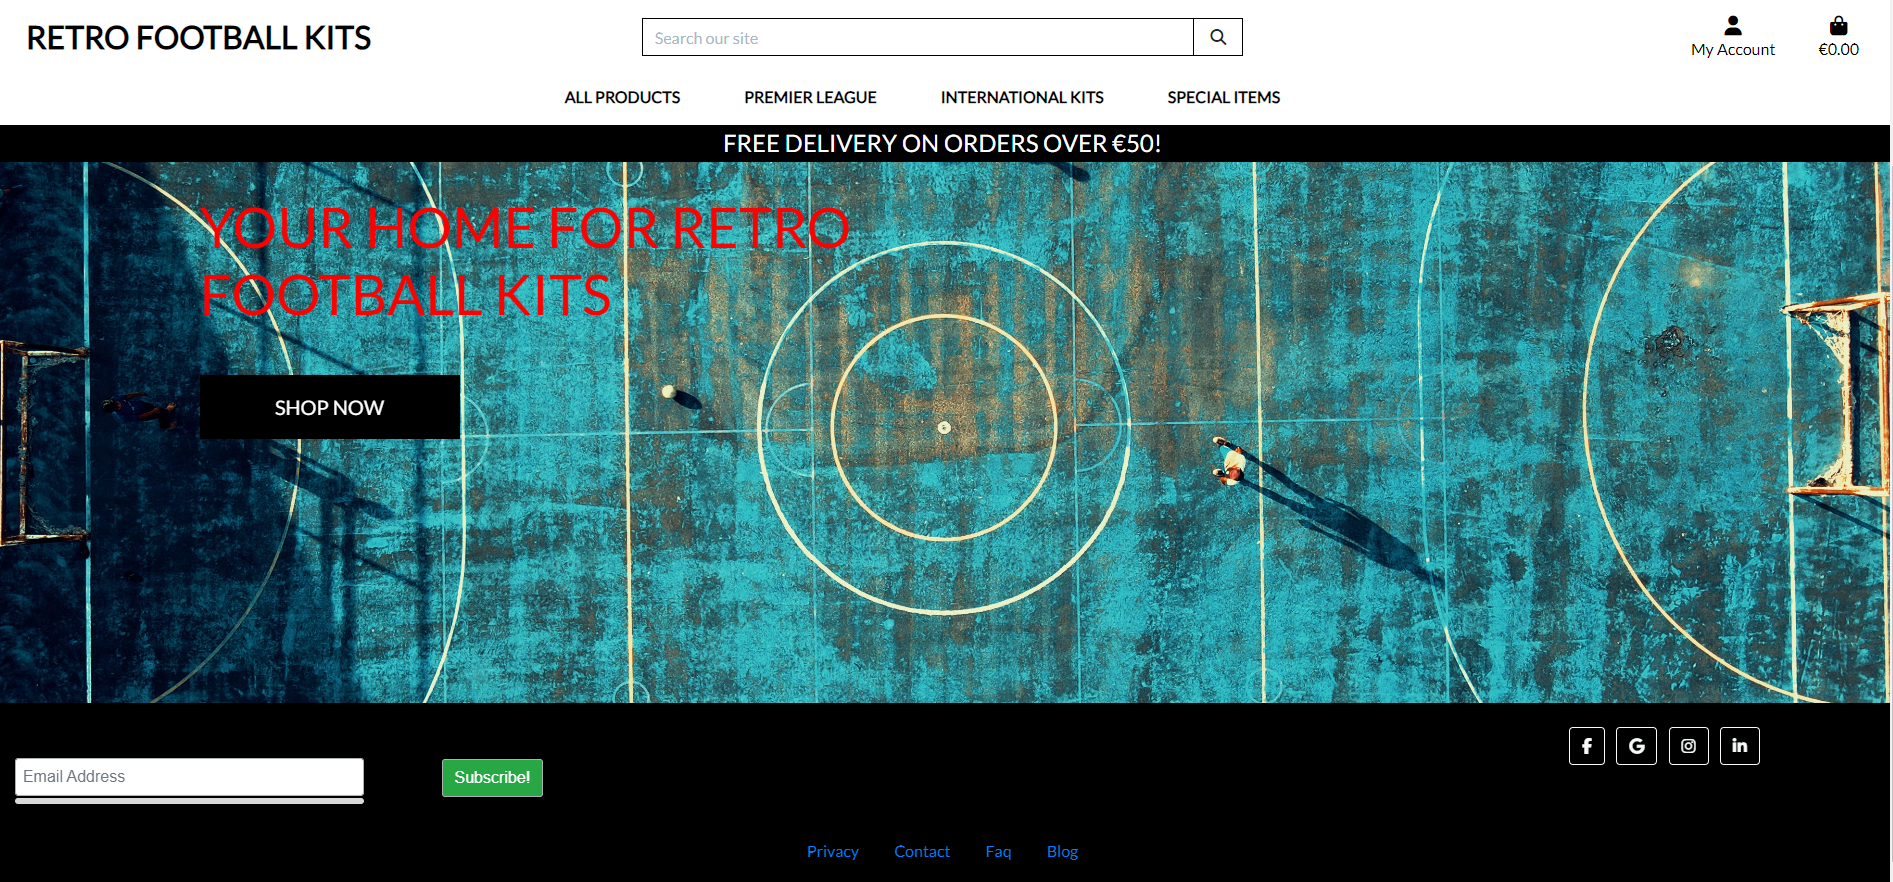 RETRO FOOTBALL KITS
Search our site
My Account
€0.00
ALL PRODUCTS
PREMIER LEAGUE
INTERNATIONAL KITS
SPECIAL ITEMS
FREE DELIVERY ON ORDERS OVER €50!
YOUR HOME FOR RETRO
FOOTBALL KITS
SHOP NOW
Email Address
Subscribe!
Privacy
Contact
Faq
Blog